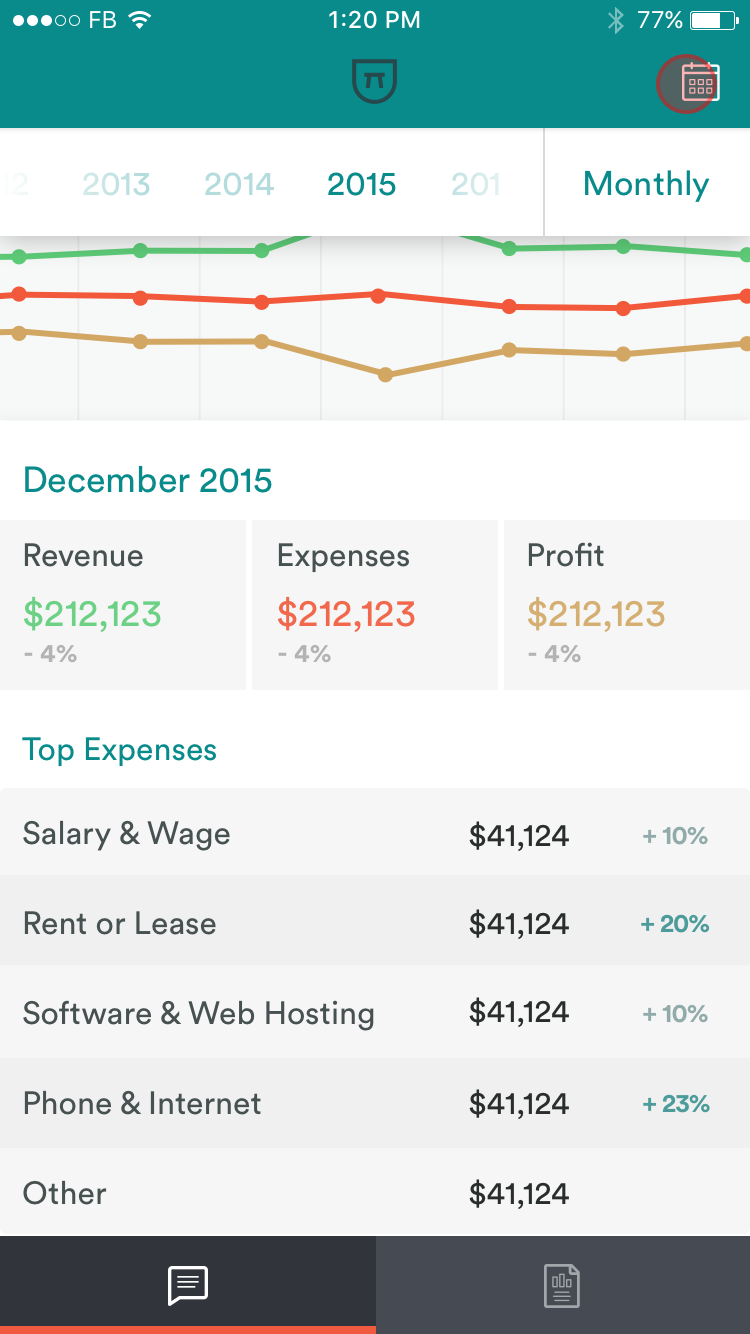 FB 1:20 PM 77%
2013 2014 2015 201 Monthly
December 2015
Revenue Expenses Profit
$212,123 $212,123 $212,123
- 4% - 4% - 4%
Top Expenses
Salary & Wage $41,124 + 10%
Rent or Lease $41,124 + 20%
Software & Web Hosting $41,124 + 10%
Phone & Internet $41,124 + 23%
Other $41,124